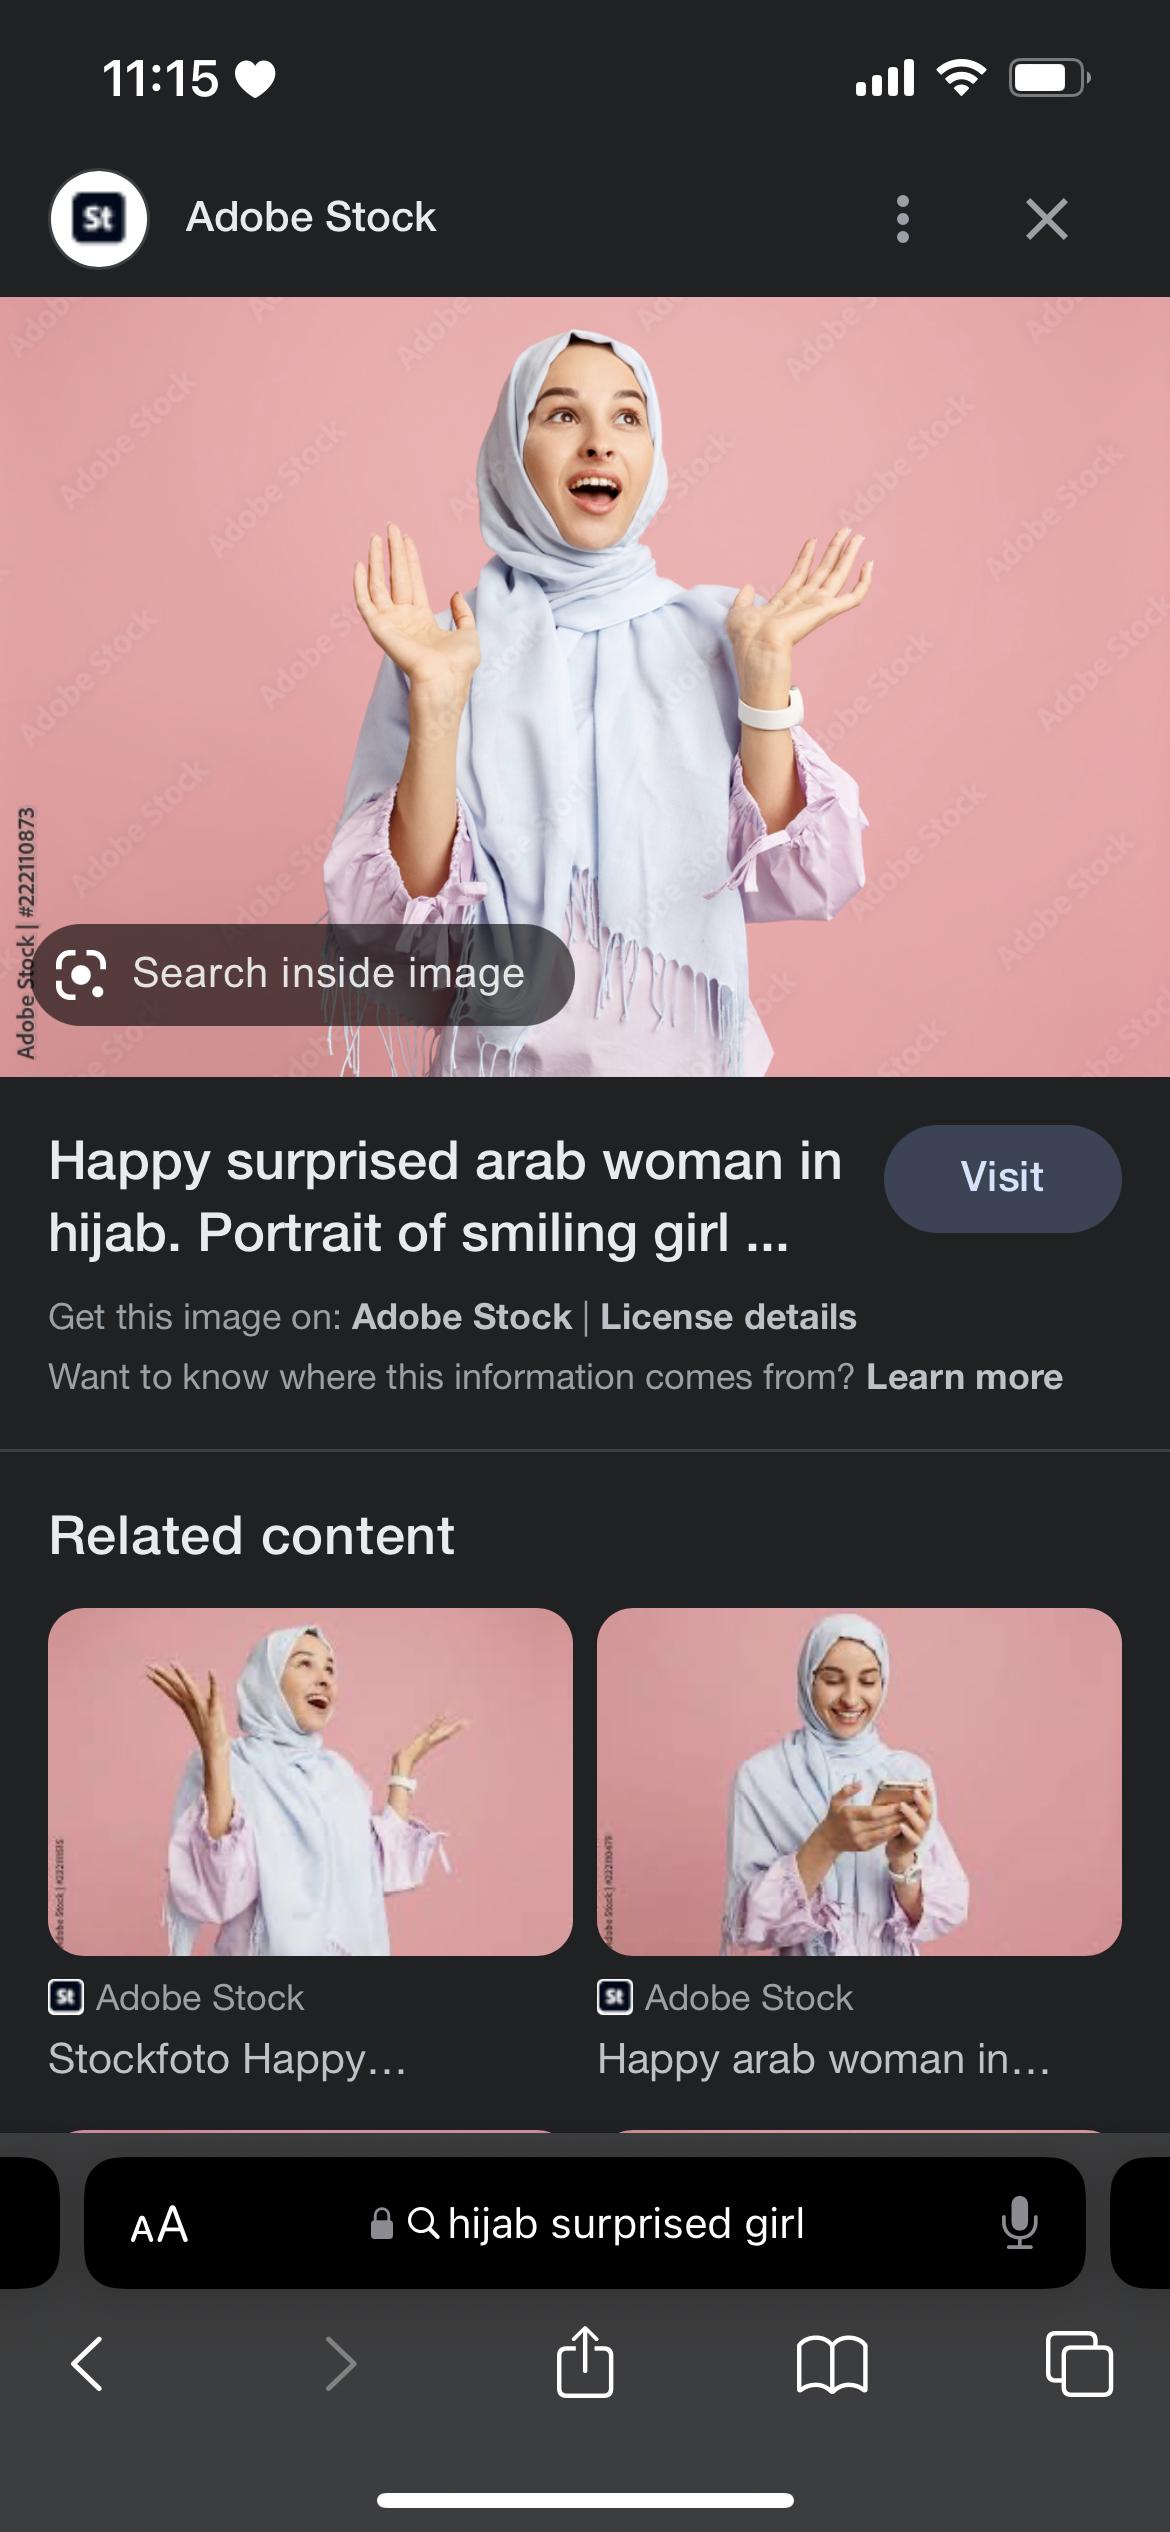 11:15
St Adobe Stock
Adobe Stock | #222110873
Search inside image
Happy surprised arab woman in
hijab. Portrait of smiling girl ...
Visit
Get this image on: Adobe Stock | License details
Want to know where this information comes from? Learn more
Related content
St Adobe Stock
Stockfoto Happy...
St Adobe Stock
Happy arab woman in...
AA hijab surprised girl